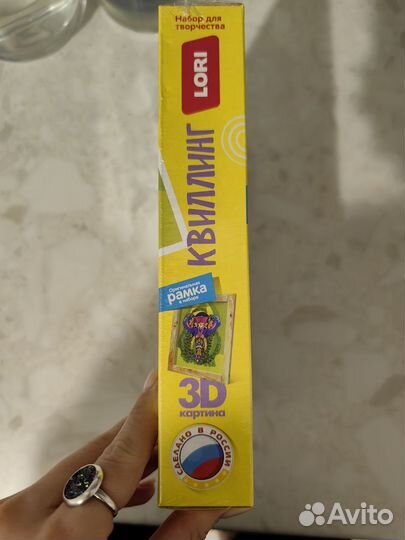 Набор для
творчества
LORI
КВИЛЛИНГ
Оригинальная
рамка
в наборе
3D
картина
СДЕЛАНО В РОССИИ
Avito